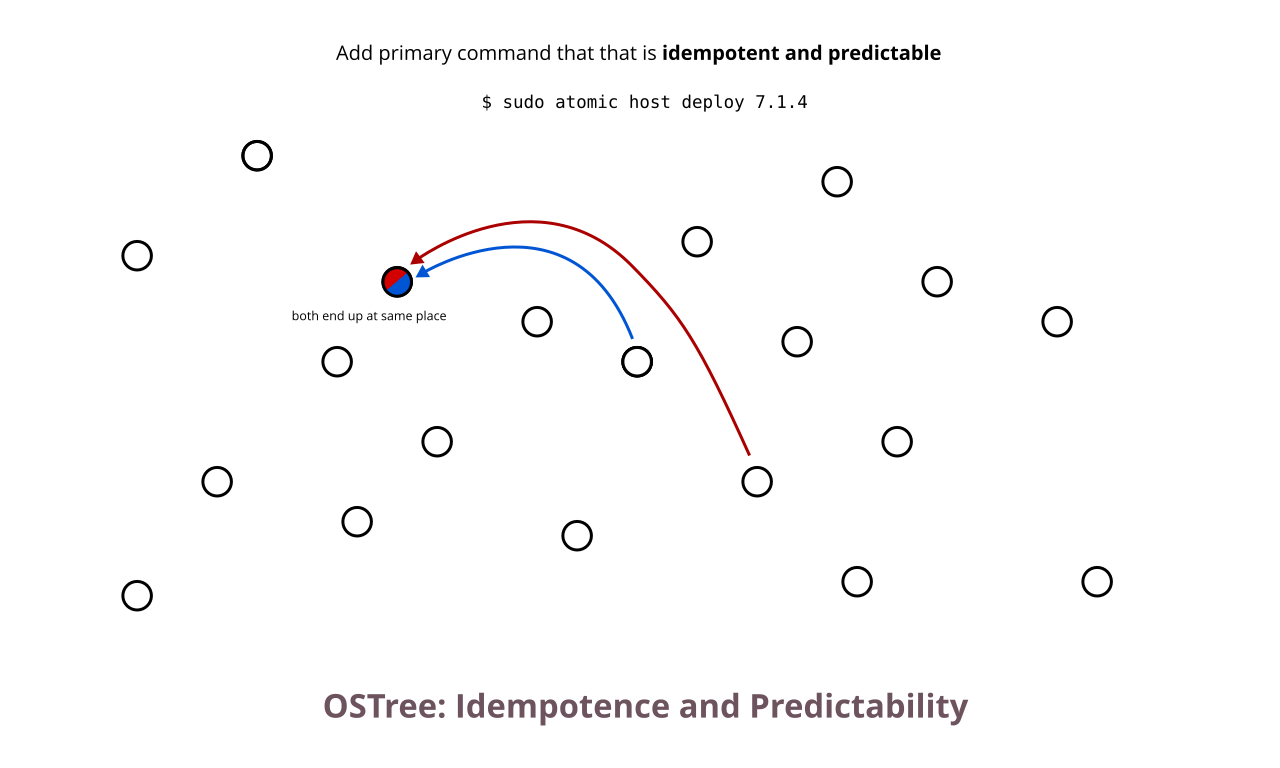 Add primary command that that is idempotent and predictable
$ sudo atomic host deploy 7.1.4
both end up at same place
OSTree: Idempotence and Predictability